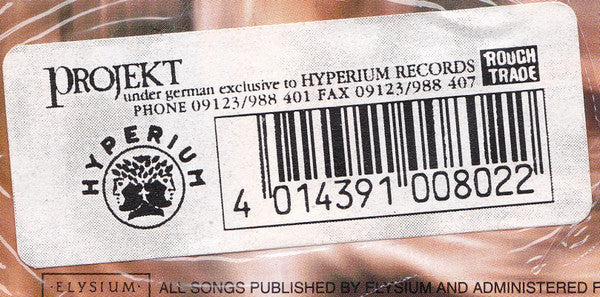 PROJEKT
under german exclusive to HYPERIUM RECORDS
PHONE 09123/988 401 FAX 09123/988 407
ROUGH
TRADE
HYPERIUM
4 014391 008022
·ELYSIUM· ALL SONGS PUBLISHED BY ELYSIUM AND ADMINISTERED F